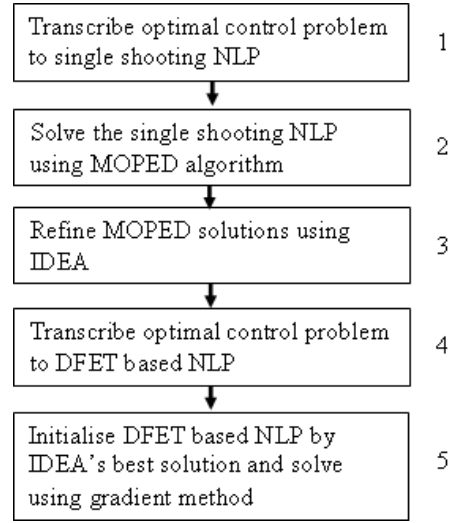 Transcribe optimal control problem
to single shooting NLP
1
Solve the single shooting NLP
using MOPED algorithm
2
Refine MOPED solutions using
IDEA
3
Transcribe optimal control problem
to DFET based NLP
4
Initialise DFET based NLP by
IDEA's best solution and solve
using gradient method
5